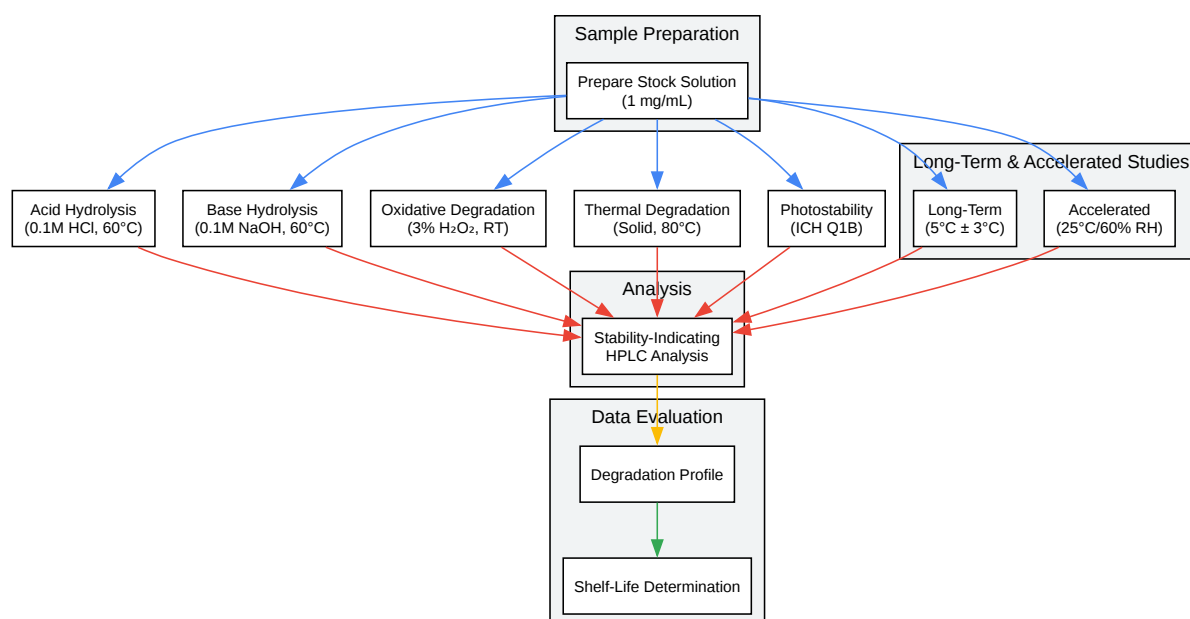 Sample Preparation
Prepare Stock Solution
(1 mg/mL)
Long-Term & Accelerated Studies
Acid Hydrolysis
(0.1M HCl, 60°C)
Base Hydrolysis
(0.1M NaOH, 60°C)
Oxidative Degradation
(3% H₂O₂, RT)
Thermal Degradation
(Solid, 80°C)
Photostability
(ICH Q1B)
Long-Term
(5°C ± 3°C)
Accelerated
(25°C/60% RH)
Analysis
Stability-Indicating
HPLC Analysis
Data Evaluation
Degradation Profile
Shelf-Life Determination